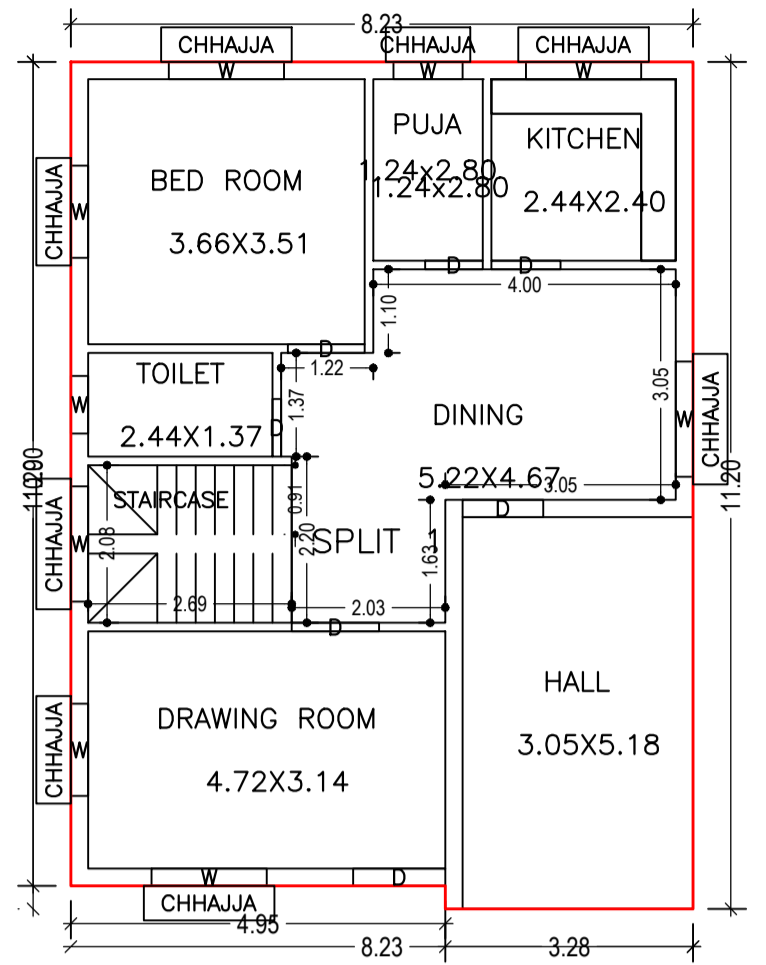 8.23
CHHAJJA
CHHAJJA
CHHAJJA
W
W
W
PUJA
KITCHEN
1.24x2.80
1.24x2.80
2.44X2.40
CHHAJJA
W
BED ROOM
3.66X3.51
D
D
4.00
1.10
D
1.22
3.05
TOILET
2.44X1.37
W
D
1.37
DINING
5.22X4.67
3.05
W
CHHAJJA
11.20
STAIRCASE
CHHAJJA
W
2.08
0.91
2.20
SPLIT 1
1.63
D
2.69
2.03
D
HALL
3.05X5.18
DRAWING ROOM
4.72X3.14
CHHAJJA
W
W
D
CHHAJJA
4.95
8.23
3.28